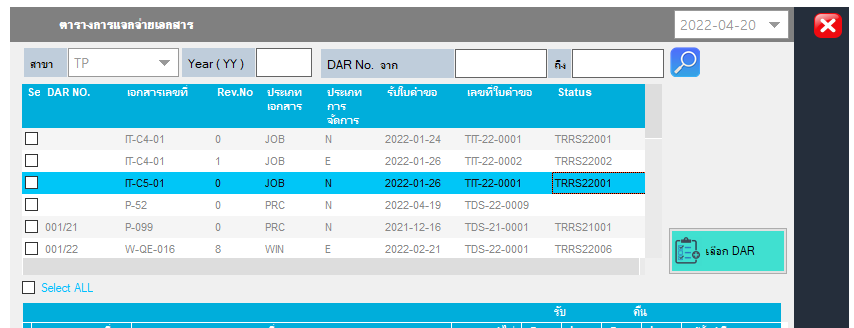 ตารางการแจกจ่ายเอกสาร 2022-04-20
สาขา TP Year ( YY ) DAR No. จาก ถึง
Se DAR NO. เอกสารเลขที่ Rev.No ประเภทเอกสาร ประเภทการจัดการ รับใบคำขอ เลขที่ใบคำขอ Status
IT-C4-01 0 JOB N 2022-01-24 TIT-22-0001 TRRS22001
IT-C4-01 1 JOB E 2022-01-26 TIT-22-0002 TRRS22002
IT-C5-01 0 JOB N 2022-01-26 TIT-22-0001 TRRS22001
P-52 0 PRC N 2022-04-19 TDS-22-0009
001/21 P-099 0 PRC N 2021-12-16 TDS-21-0001 TRRS21001
001/22 W-QE-016 8 WIN E 2022-02-21 TDS-22-0001 TRRS22006
เลือก DAR
Select ALL
รับ คืน